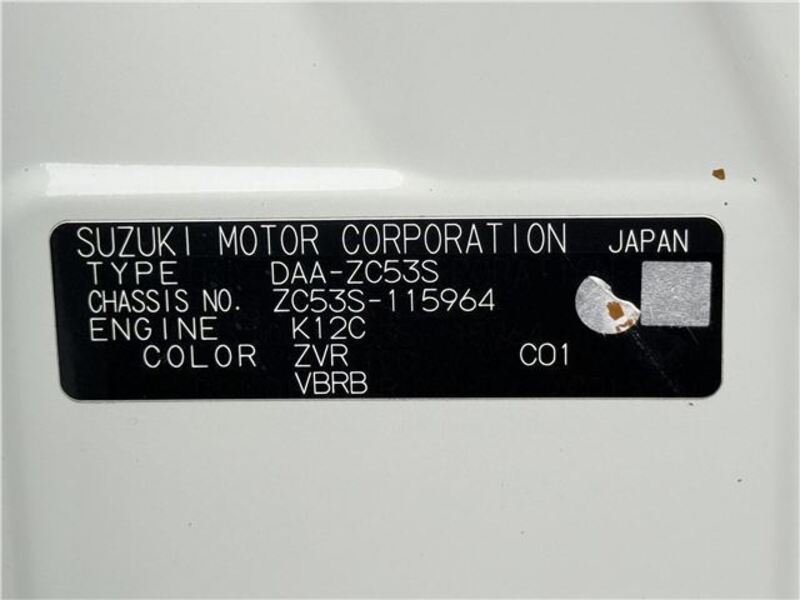 SUZUKI MOTOR CORPORATION JAPAN
TYPE DAA-ZC53S
CHASSIS NO. ZC53S-115964
ENGINE K12C
COLOR ZVR C01
VBRB